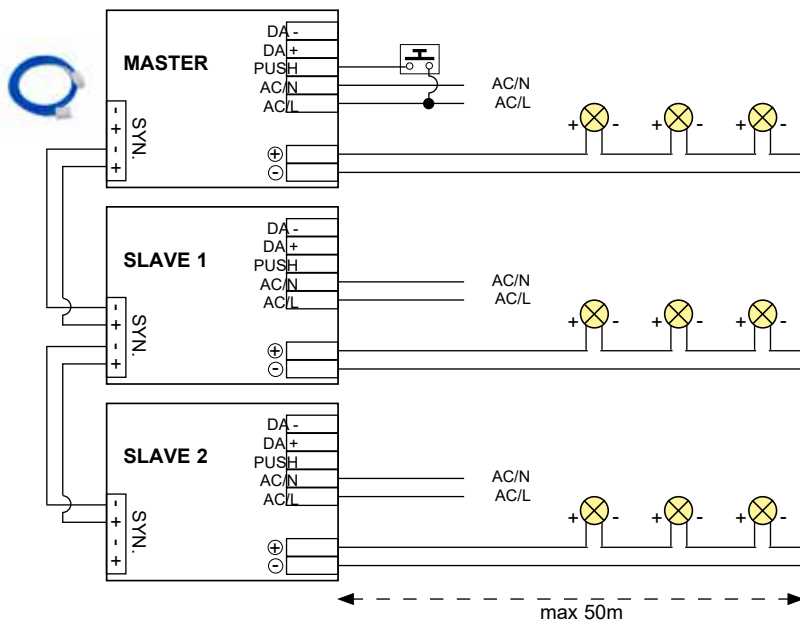 MASTER
DA -
DA +
PUSH
AC/N
AC/L
AC/N
AC/L
- + - +
SYN.
⊕
⊖
+ - + - + -
SLAVE 1
DA -
DA +
PUSH
AC/N
AC/L
AC/N
AC/L
- + - +
SYN.
⊕
⊖
+ - + - + -
SLAVE 2
DA -
DA +
PUSH
AC/N
AC/L
AC/N
AC/L
- + - +
SYN.
⊕
⊖
+ - + - + -
max 50m